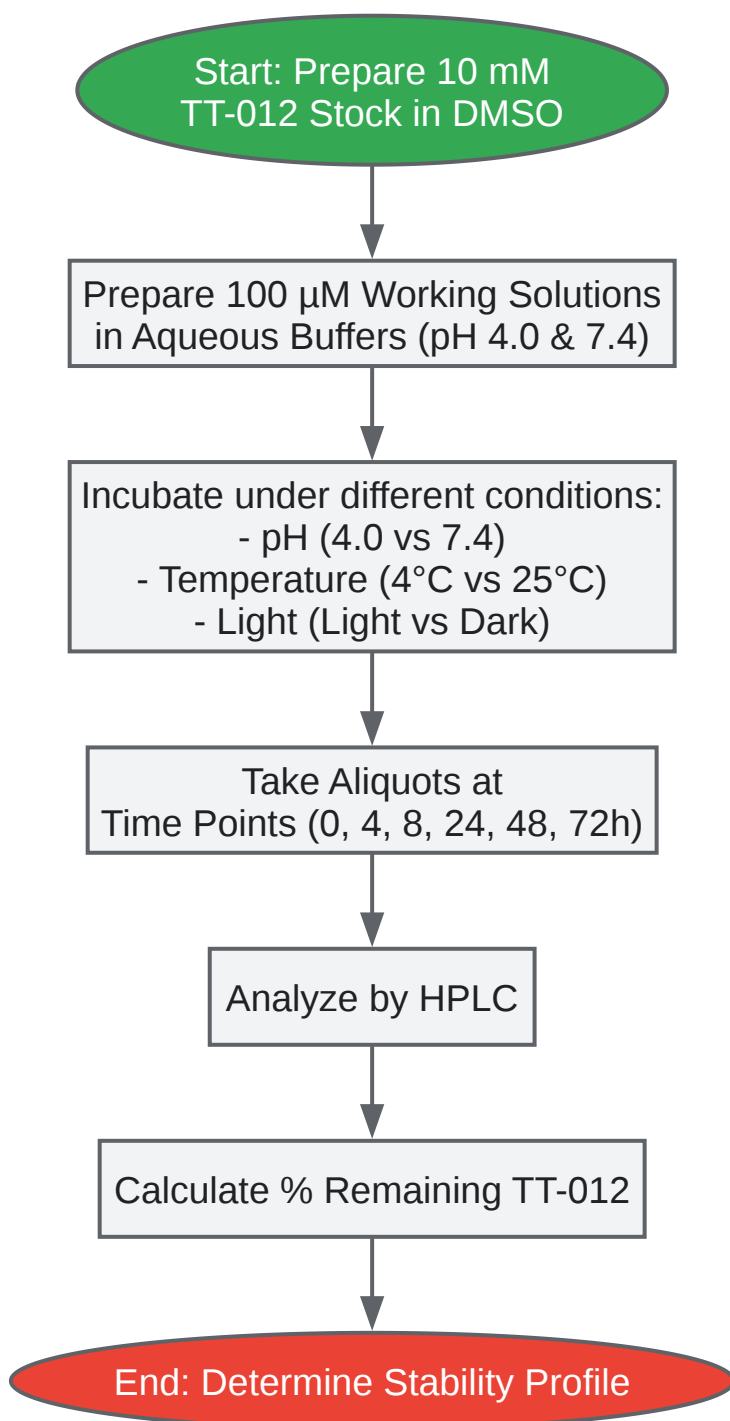 Start: Prepare 10 mM
TT-012 Stock in DMSO
Prepare 100 µM Working Solutions
in Aqueous Buffers (pH 4.0 & 7.4)
Incubate under different conditions:
- pH (4.0 vs 7.4)
- Temperature (4°C vs 25°C)
- Light (Light vs Dark)
Take Aliquots at
Time Points (0, 4, 8, 24, 48, 72h)
Analyze by HPLC
Calculate % Remaining TT-012
End: Determine Stability Profile